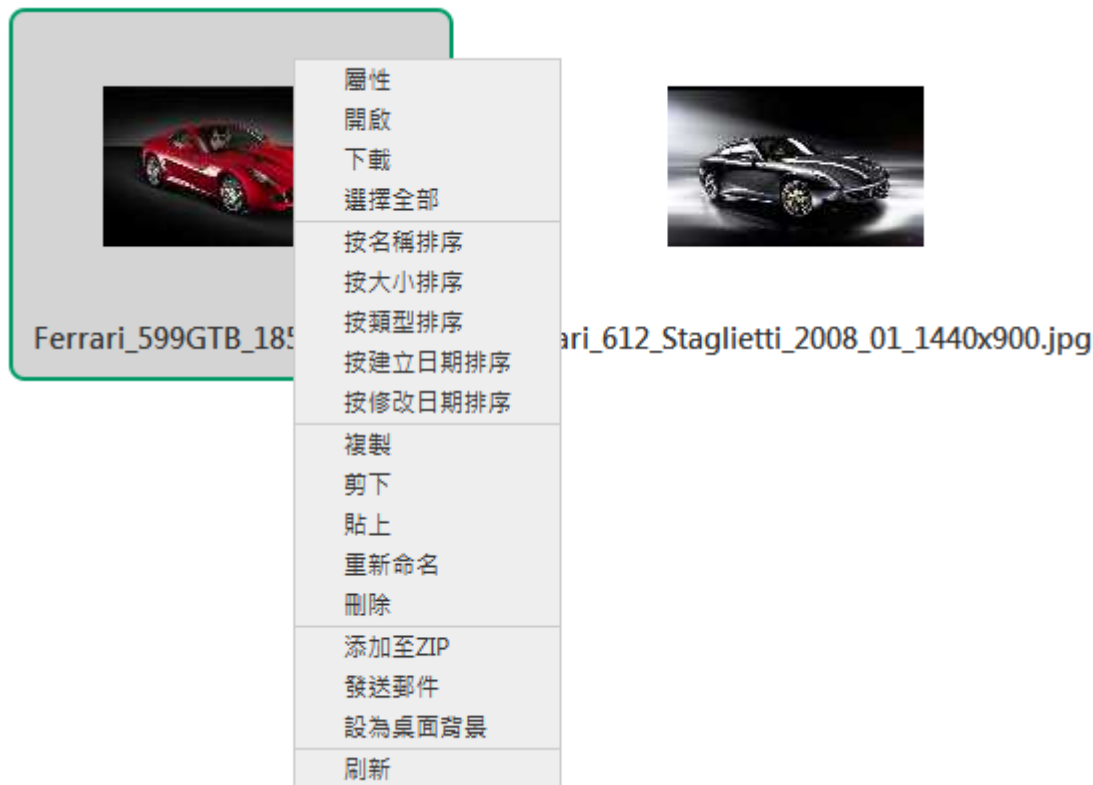 屬性
開啟
下載
選擇全部
按名稱排序
按大小排序
按類型排序
按建立日期排序
按修改日期排序
複製
剪下
貼上
重新命名
刪除
添加至ZIP
發送郵件
設為桌面背景
刷新
Ferrari_599GTB_185
ari_612_Staglietti_2008_01_1440x900.jpg